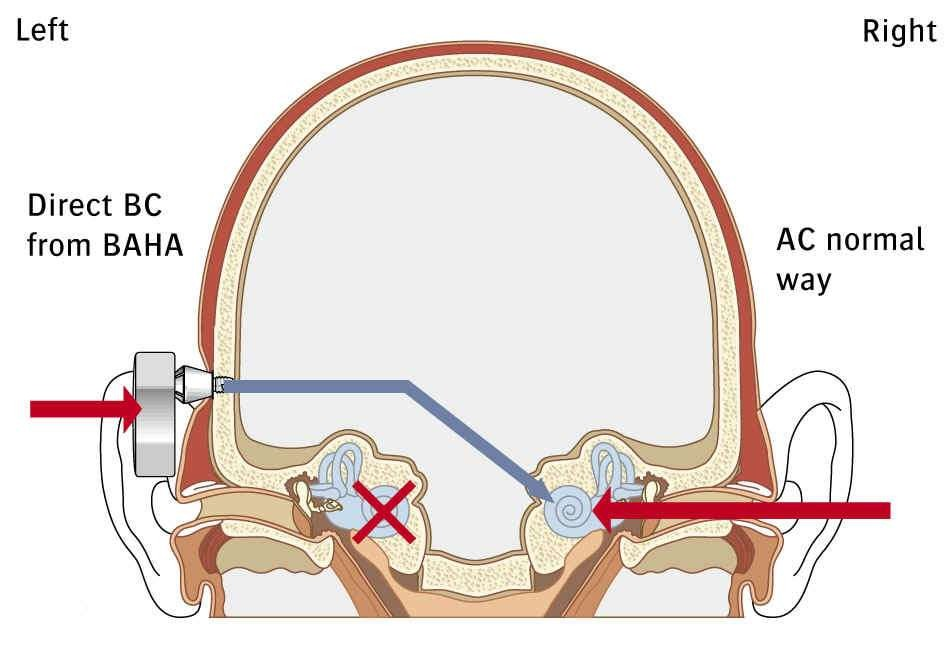 Left
Right
Direct BC
from BAHA
AC normal
way